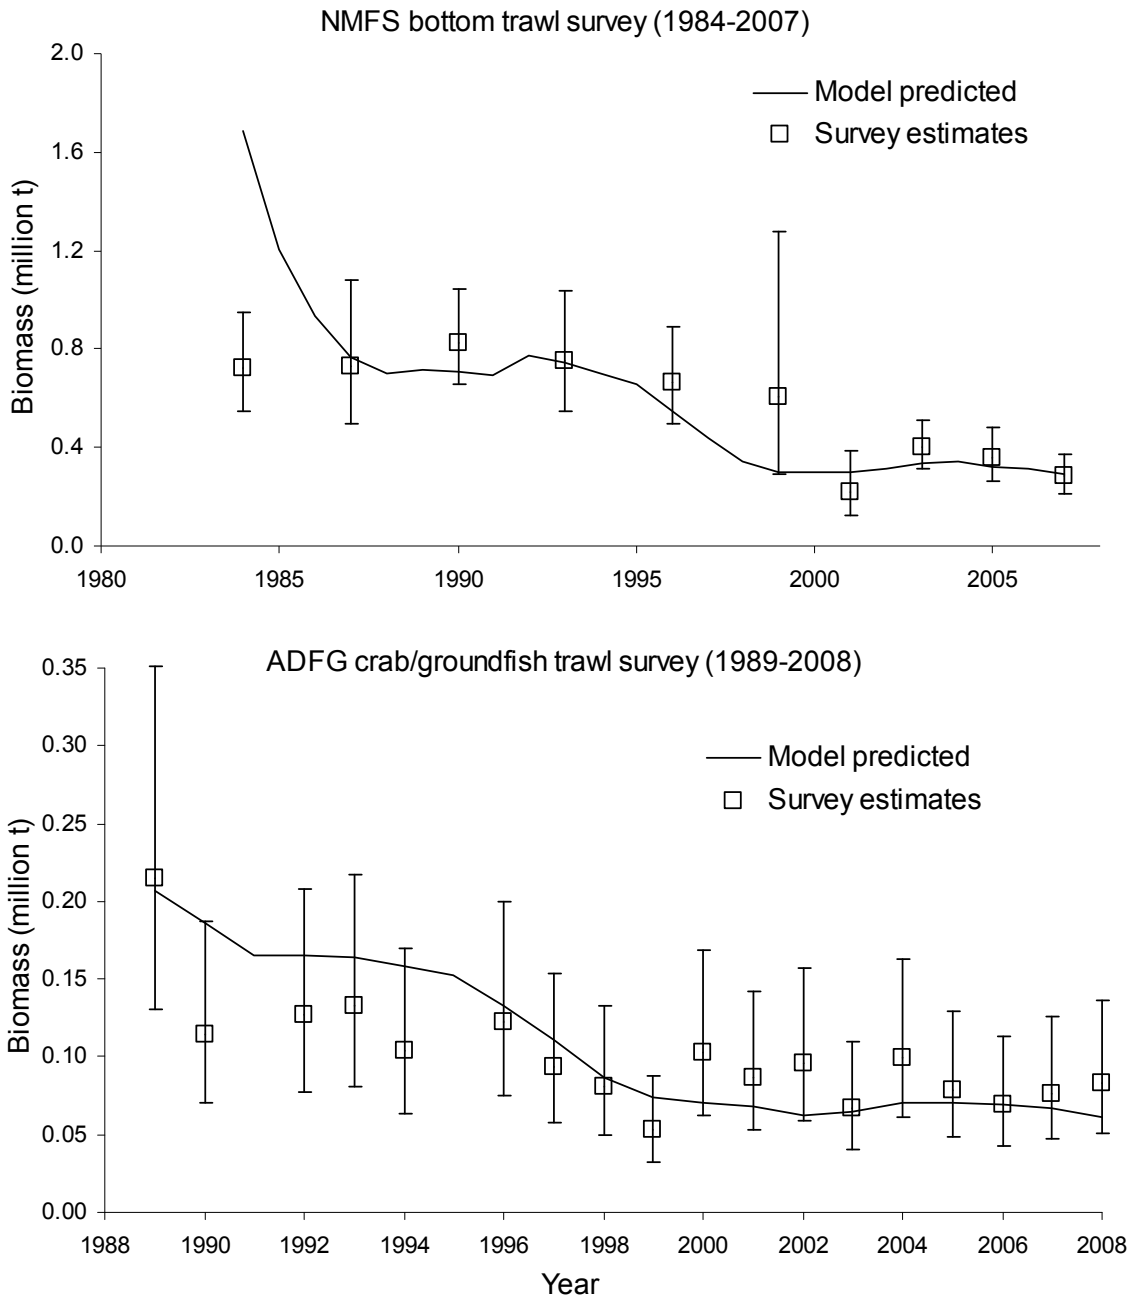 NMFS bottom trawl survey (1984-2007)
2.0
Model predicted
Survey estimates
1.6
1.2
0.8
0.4
0.0
Biomass (million t)
1980 1985 1990 1995 2000 2005
ADFG crab/groundfish trawl survey (1989-2008)
0.35
0.30
Model predicted
Survey estimates
0.25
0.20
0.15
0.10
0.05
0.00
Biomass (million t)
1988 1990 1992 1994 1996 1998 2000 2002 2004 2006 2008
Year